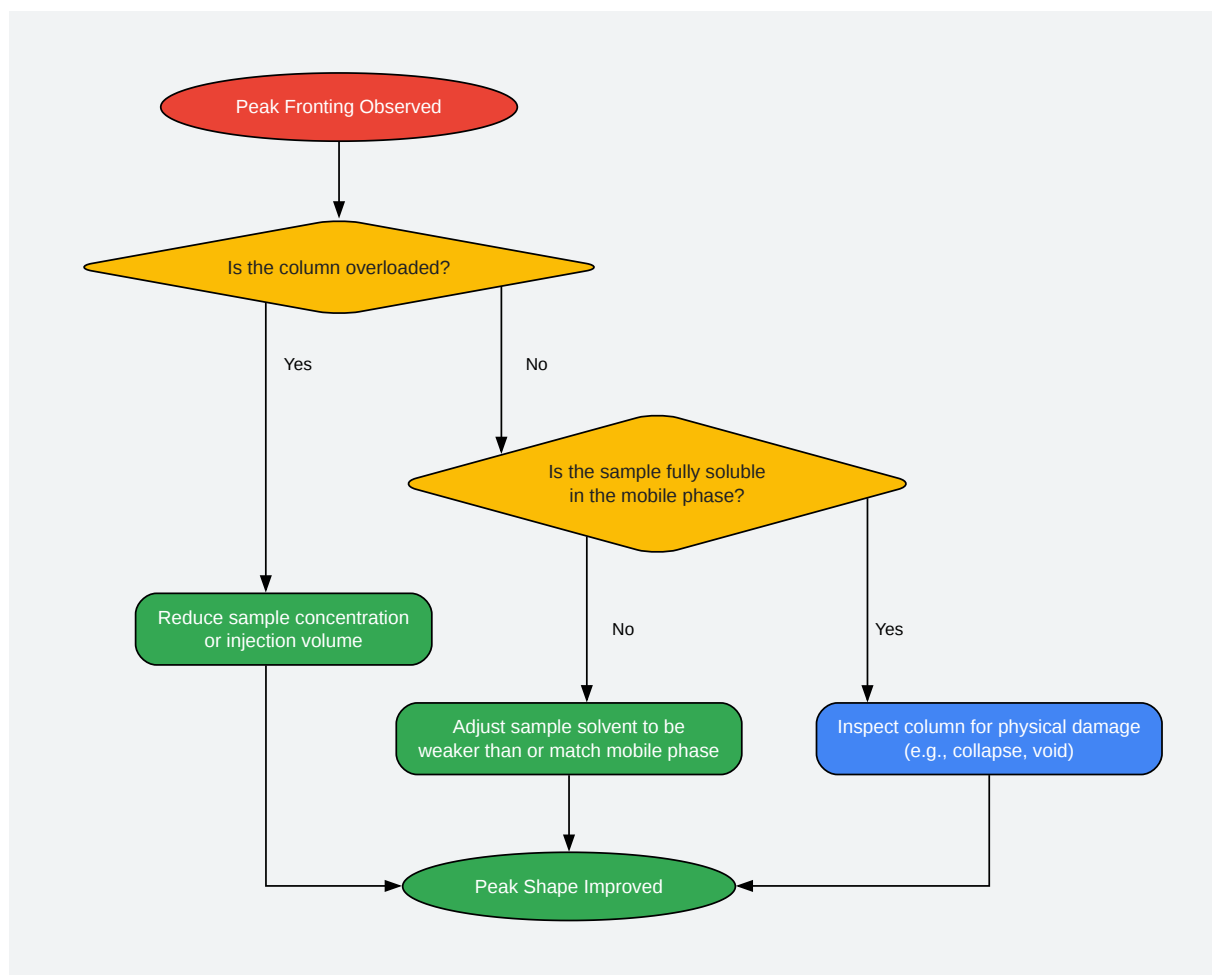 Peak Fronting Observed
Is the column overloaded?
Yes
No
Is the sample fully soluble
in the mobile phase?
Reduce sample concentration
or injection volume
No
Yes
Adjust sample solvent to be
weaker than or match mobile phase
Inspect column for physical damage
(e.g., collapse, void)
Peak Shape Improved